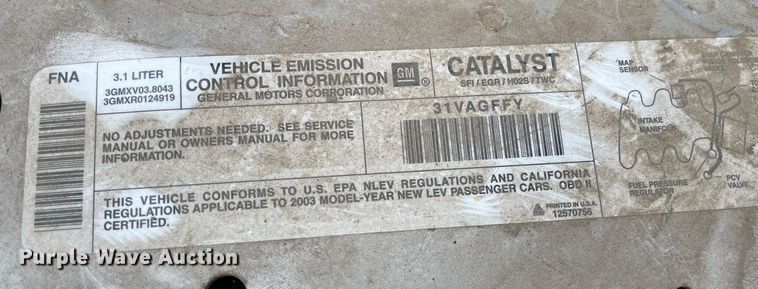 FNA
3.1 LITER
3GMXV03.8043
3GMXR0124919
VEHICLE EMISSION
CONTROL INFORMATION
GENERAL MOTORS CORPORATION
GM
CATALYST
SFI / EGR / HO2S / TWC
31VAGFFY
NO ADJUSTMENTS NEEDED. SEE SERVICE
MANUAL OR OWNERS MANUAL FOR MORE
INFORMATION.
THIS VEHICLE CONFORMS TO U.S. EPA NLEV REGULATIONS AND CALIFORNIA
REGULATIONS APPLICABLE TO 2003 MODEL-YEAR NEW LEV PASSENGER CARS. OBD II
CERTIFIED.
PRINTED IN U.S.A.
12570756
MAP
SENSOR
INTAKE
MANIFOLD
FUEL PRESSURE
REGULATOR
PCV
VALVE
Purple Wave Auction